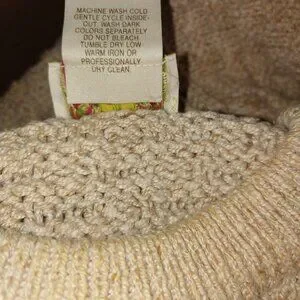 MACHINE WASH COLD
GENTLE CYCLE INSIDE-
OUT. WASH DARK
COLORS SEPARATELY
DO NOT BLEACH.
TUMBLE DRY LOW
WARM IRON OR
PROFESSIONALLY
DRY CLEAN.